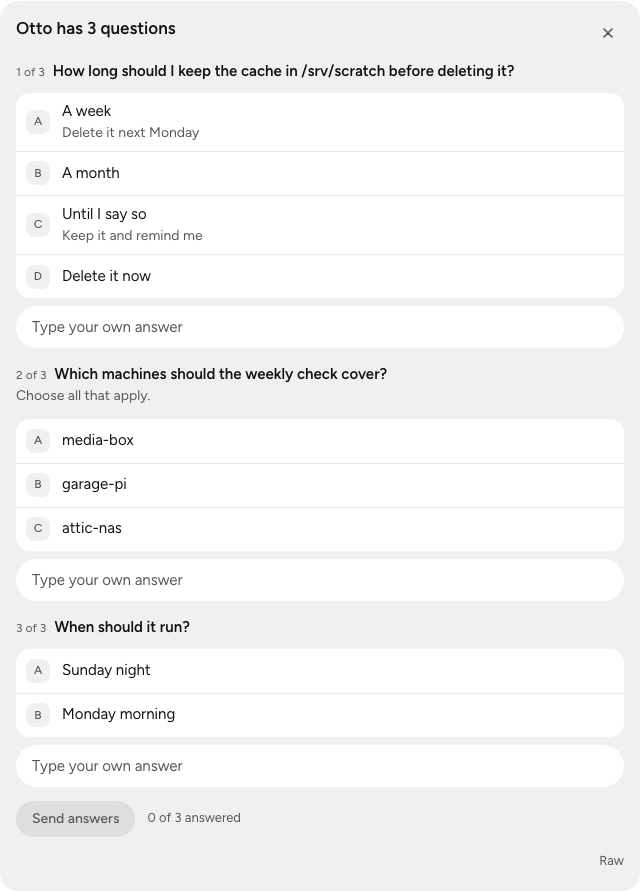 Otto has 3 questions
1 of 3 How long should I keep the cache in /srv/scratch before deleting it?
A A week
Delete it next Monday
B A month
C Until I say so
Keep it and remind me
D Delete it now
Type your own answer
2 of 3 Which machines should the weekly check cover?
Choose all that apply.
A media-box
B garage-pi
C attic-nas
Type your own answer
3 of 3 When should it run?
A Sunday night
B Monday morning
Type your own answer
Send answers 0 of 3 answered
Raw